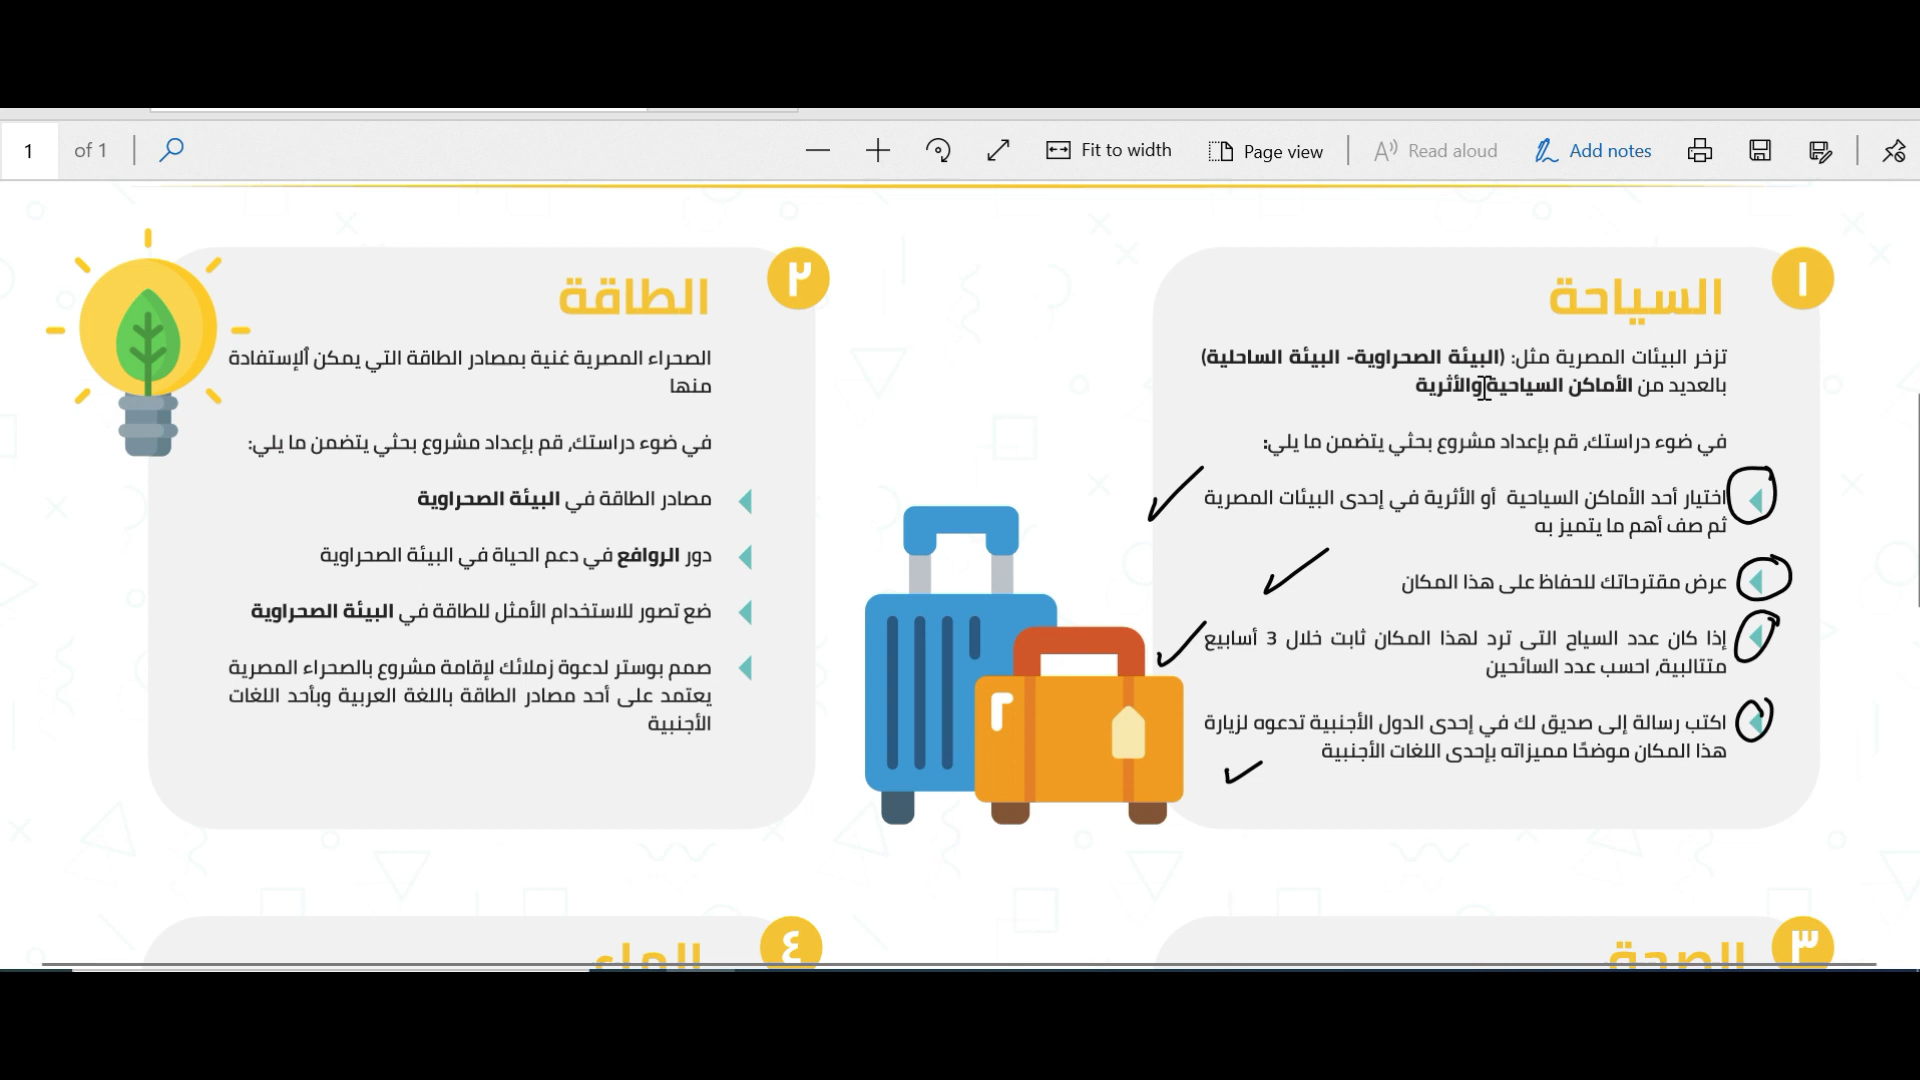 1 of 1
Fit to width
Page view
Read aloud
Add notes
١
السياحة
تزخر البيئات المصرية مثل: (البيئة الصحراوية- البيئة الساحلية)
بالعديد من الأماكن السياحية والأثرية
في ضوء دراستك، قم بإعداد مشروع بحثي يتضمن ما يلي:
اختيار أحد الأماكن السياحية أو الأثرية في إحدى البيئات المصرية
ثم صف أهم ما يتميز به
عرض مقترحاتك للحفاظ على هذا المكان
إذا كان عدد السياح التى ترد لهذا المكان ثابت خلال 3 أسابيع
متتالبية، احسب عدد السائحين
اكتب رسالة إلى صديق لك في إحدى الدول الأجنبية تدعوه لزيارة
هذا المكان موضحًا مميزاته بإحدى اللغات الأجنبية
٢
الطاقة
الصحراء المصرية غنية بمصادر الطاقة التي يمكن ألإستفادة
منها
في ضوء دراستك، قم بإعداد مشروع بحثي يتضمن ما يلي:
مصادر الطاقة في البيئة الصحراوية
دور الروافع في دعم الحياة في البيئة الصحراوية
ضع تصور للاستخدام الأمثل للطاقة في البيئة الصحراوية
صمم بوستر لدعوة زملائك لإقامة مشروع بالصحراء المصرية
يعتمد على أحد مصادر الطاقة باللغة العربية وبأحد اللغات
الأجنبية
٣
الصحة
٤
الماء